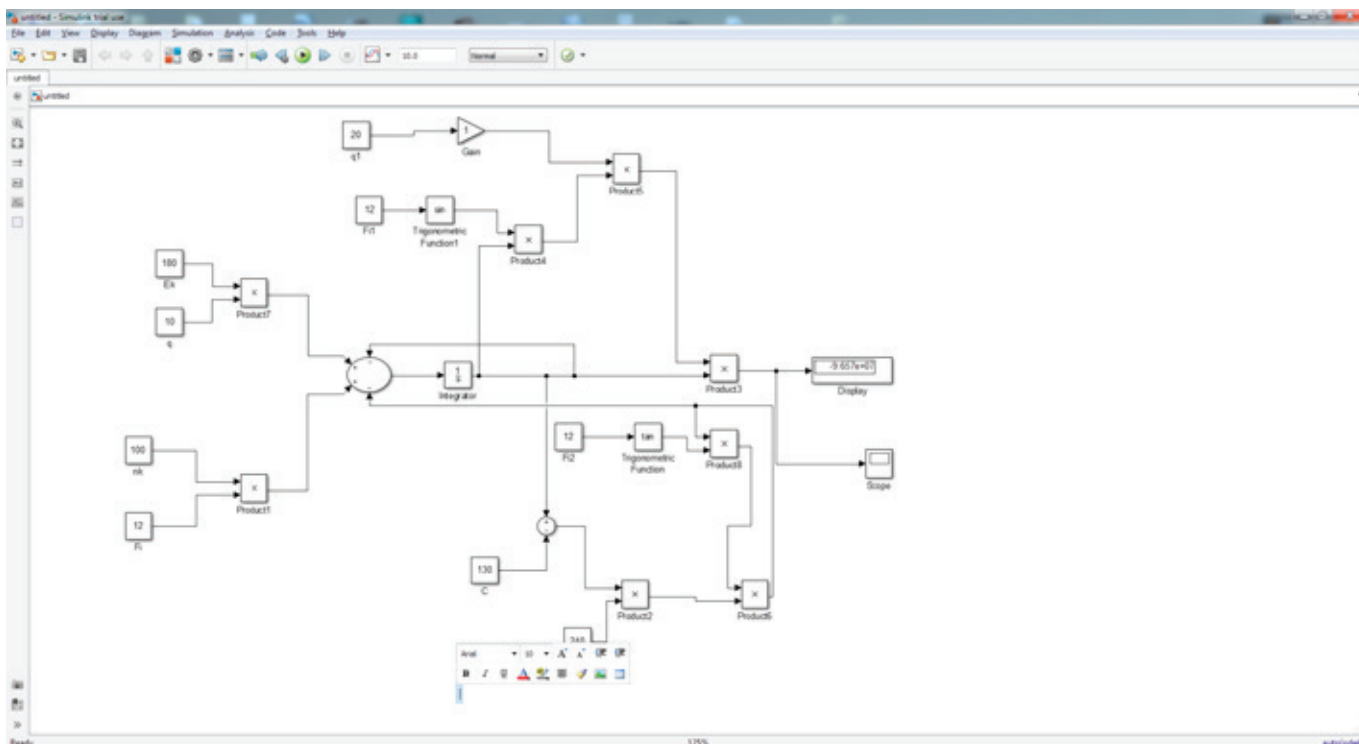 untitled - Simulink trial use
File Edit View Display Diagram Simulation Analysis Code Tools Help
10.0 Normal
untitled
untitled
20
q1
1
Gain
×
Product5
12
Fi1
sin
Trigonometric
Function1
×
Product4
180
Ek
10
q
×
Product7
1
s
Integrator
×
Product3
-9.657e+07
Display
12
Fi2
tan
Trigonometric
Function
×
Product8
Scope
100
nk
12
Fi
×
Product1
130
C
×
Product2
×
Product6
Arial 10
B I U
Ready
175%